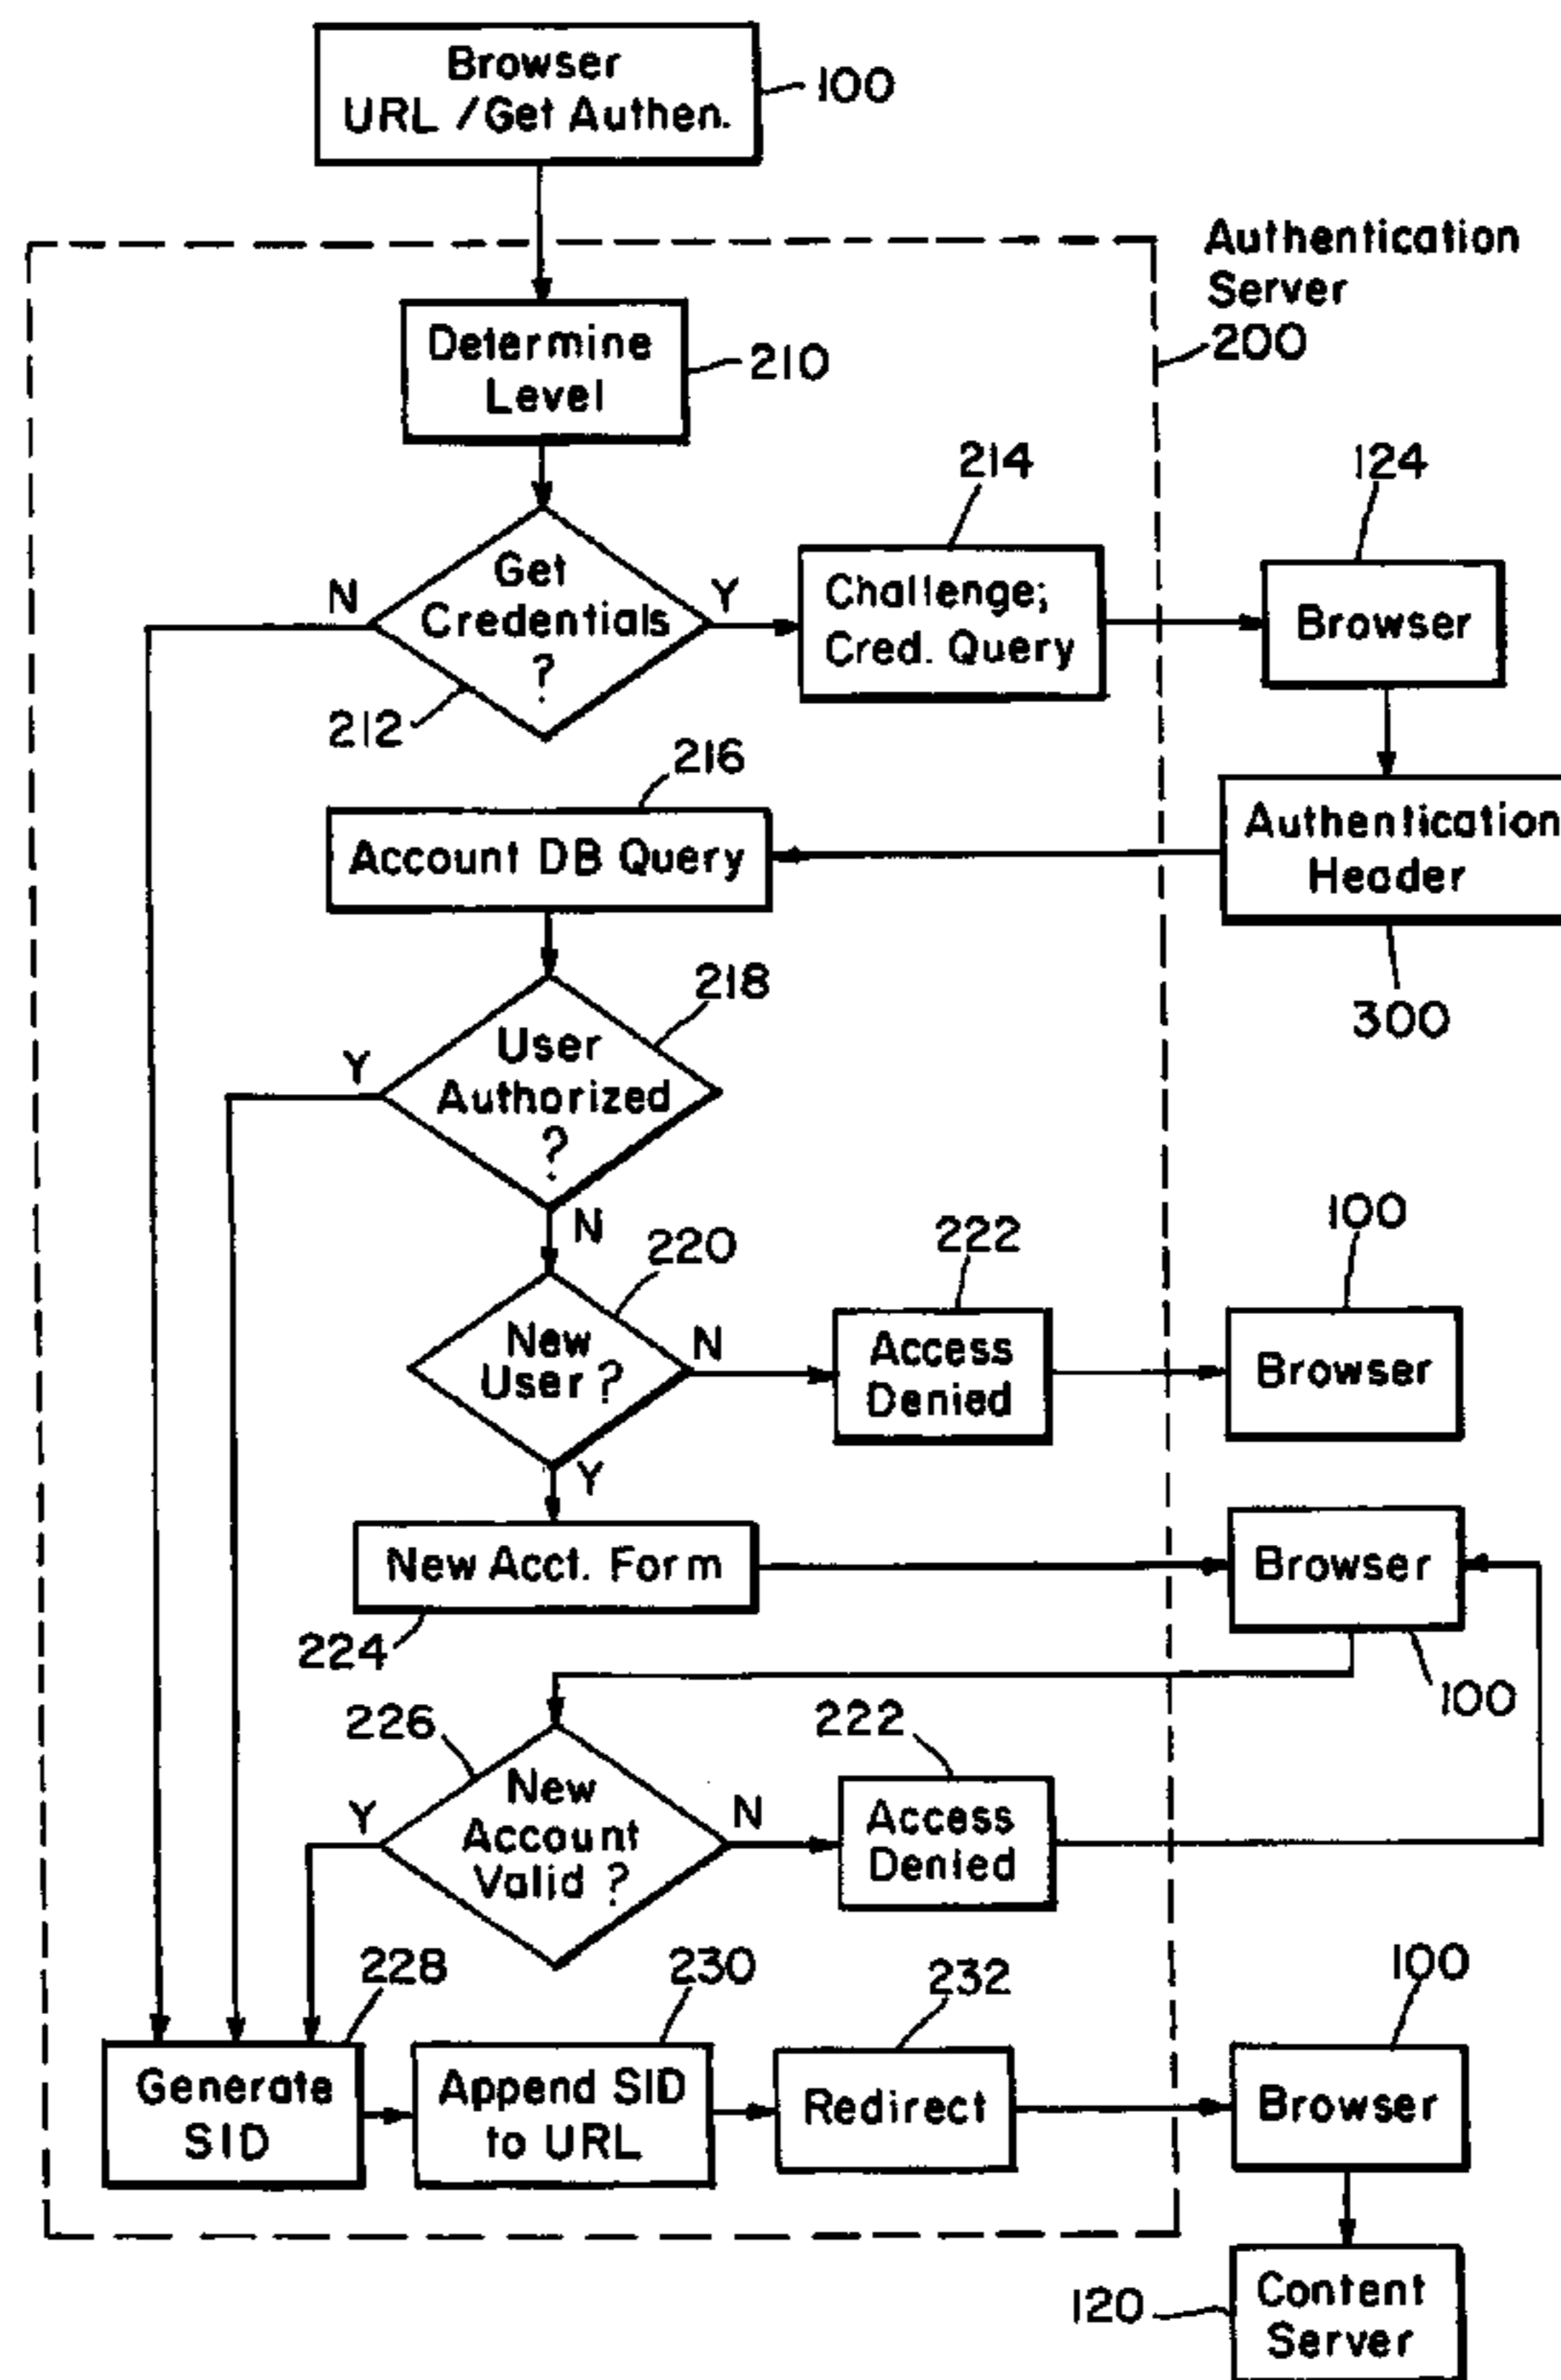 Browser
URL / Get Authen.
100
Authentication
Server
200
Determine
Level
210
214
124
N
Get
Credentials
?
Y
Challenge;
Cred. Query
Browser
212
216
Account DB Query
Authentication
Header
300
218
Y
User
Authorized
?
N
220
222
100
New
User ?
N
Access
Denied
Browser
Y
New Acct. Form
Browser
224
100
226
222
Y
New
Account
Valid ?
N
Access
Denied
228
230
232
100
Generate
SID
Append SID
to URL
Redirect
Browser
120
Content
Server